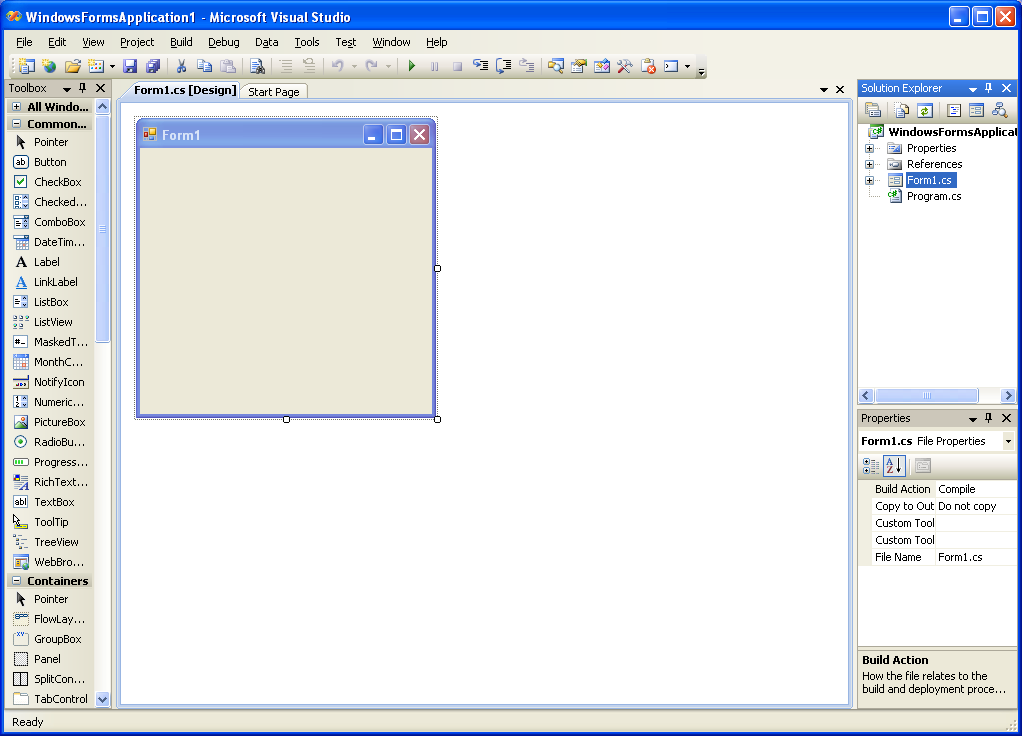 WindowsFormsApplication1 - Microsoft Visual Studio
File Edit View Project Build Debug Data Tools Test Window Help
Toolbox
All Windo...
Common...
Pointer
Button
CheckBox
Checked...
ComboBox
DateTim...
Label
LinkLabel
ListBox
ListView
MaskedT...
MonthC...
NotifyIcon
Numeric...
PictureBox
RadioBu...
Progress...
RichText...
TextBox
ToolTip
TreeView
WebBro...
Containers
Pointer
FlowLay...
GroupBox
Panel
SplitCon...
TabControl
Form1.cs [Design] Start Page
Form1
Solution Explorer
WindowsFormsApplicat
Properties
References
Form1.cs
Program.cs
Properties
Form1.cs File Properties
Build Action Compile
Copy to Out Do not copy
Custom Tool
Custom Tool
File Name Form1.cs
Build Action
How the file relates to the
build and deployment proce...
Ready